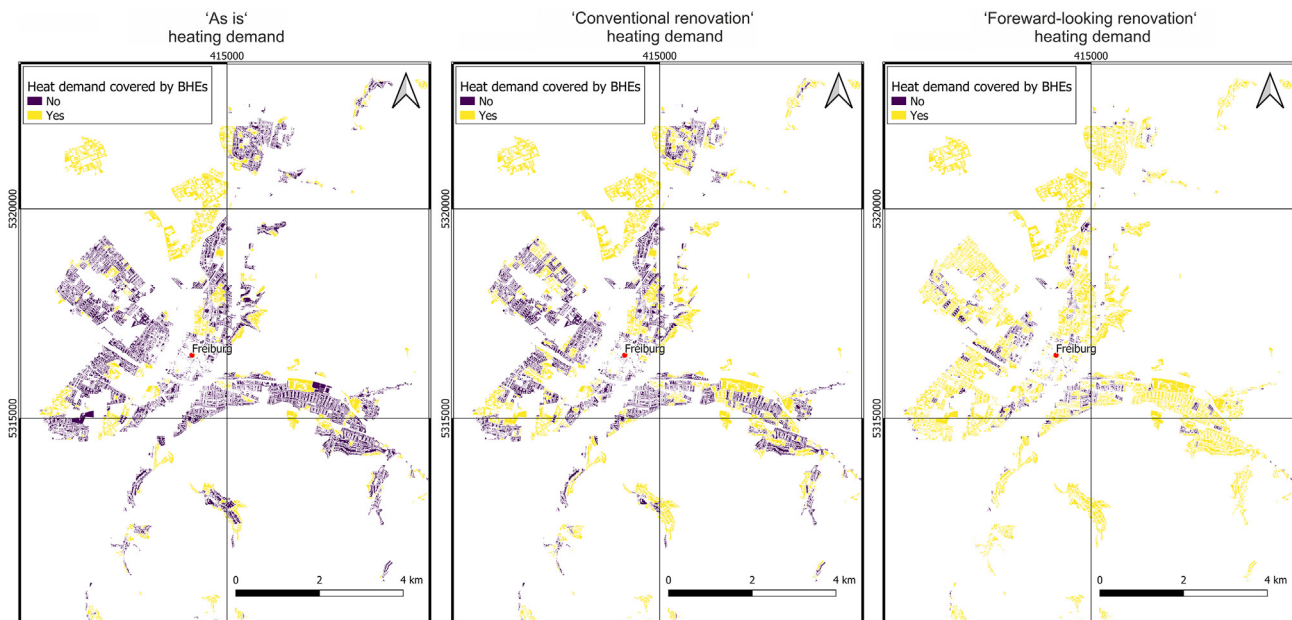 ‘As is‘
heating demand
415000
Heat demand covered by BHEs
No
Yes
5320000
5315000
Freiburg
0 2 4 km
‘Conventional renovation‘
heating demand
415000
Heat demand covered by BHEs
No
Yes
5320000
5315000
Freiburg
0 2 4 km
‘Foreward-looking renovation‘
heating demand
415000
Heat demand covered by BHEs
No
Yes
5320000
5315000
Freiburg
0 2 4 km